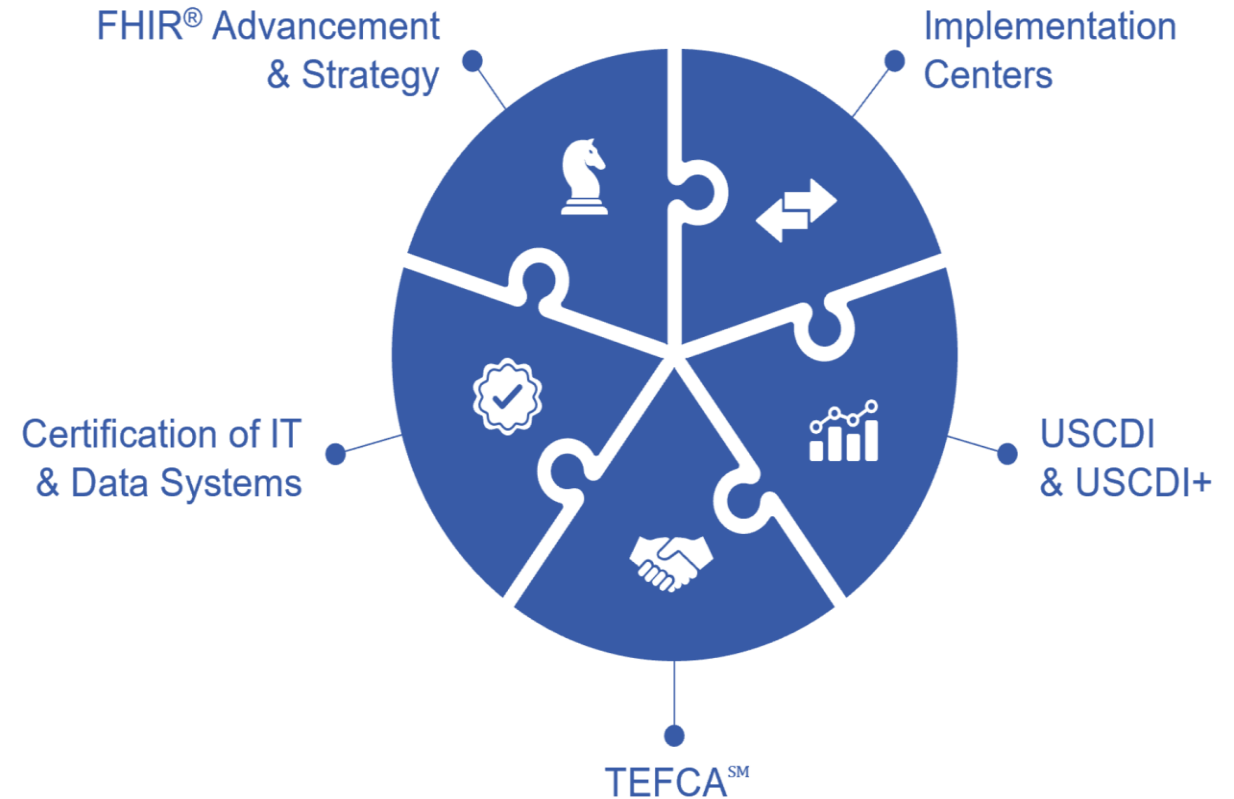 FHIR® Advancement
& Strategy
Implementation
Centers
Certification of IT
& Data Systems
USCDI
& USCDI+
TEFCA℠